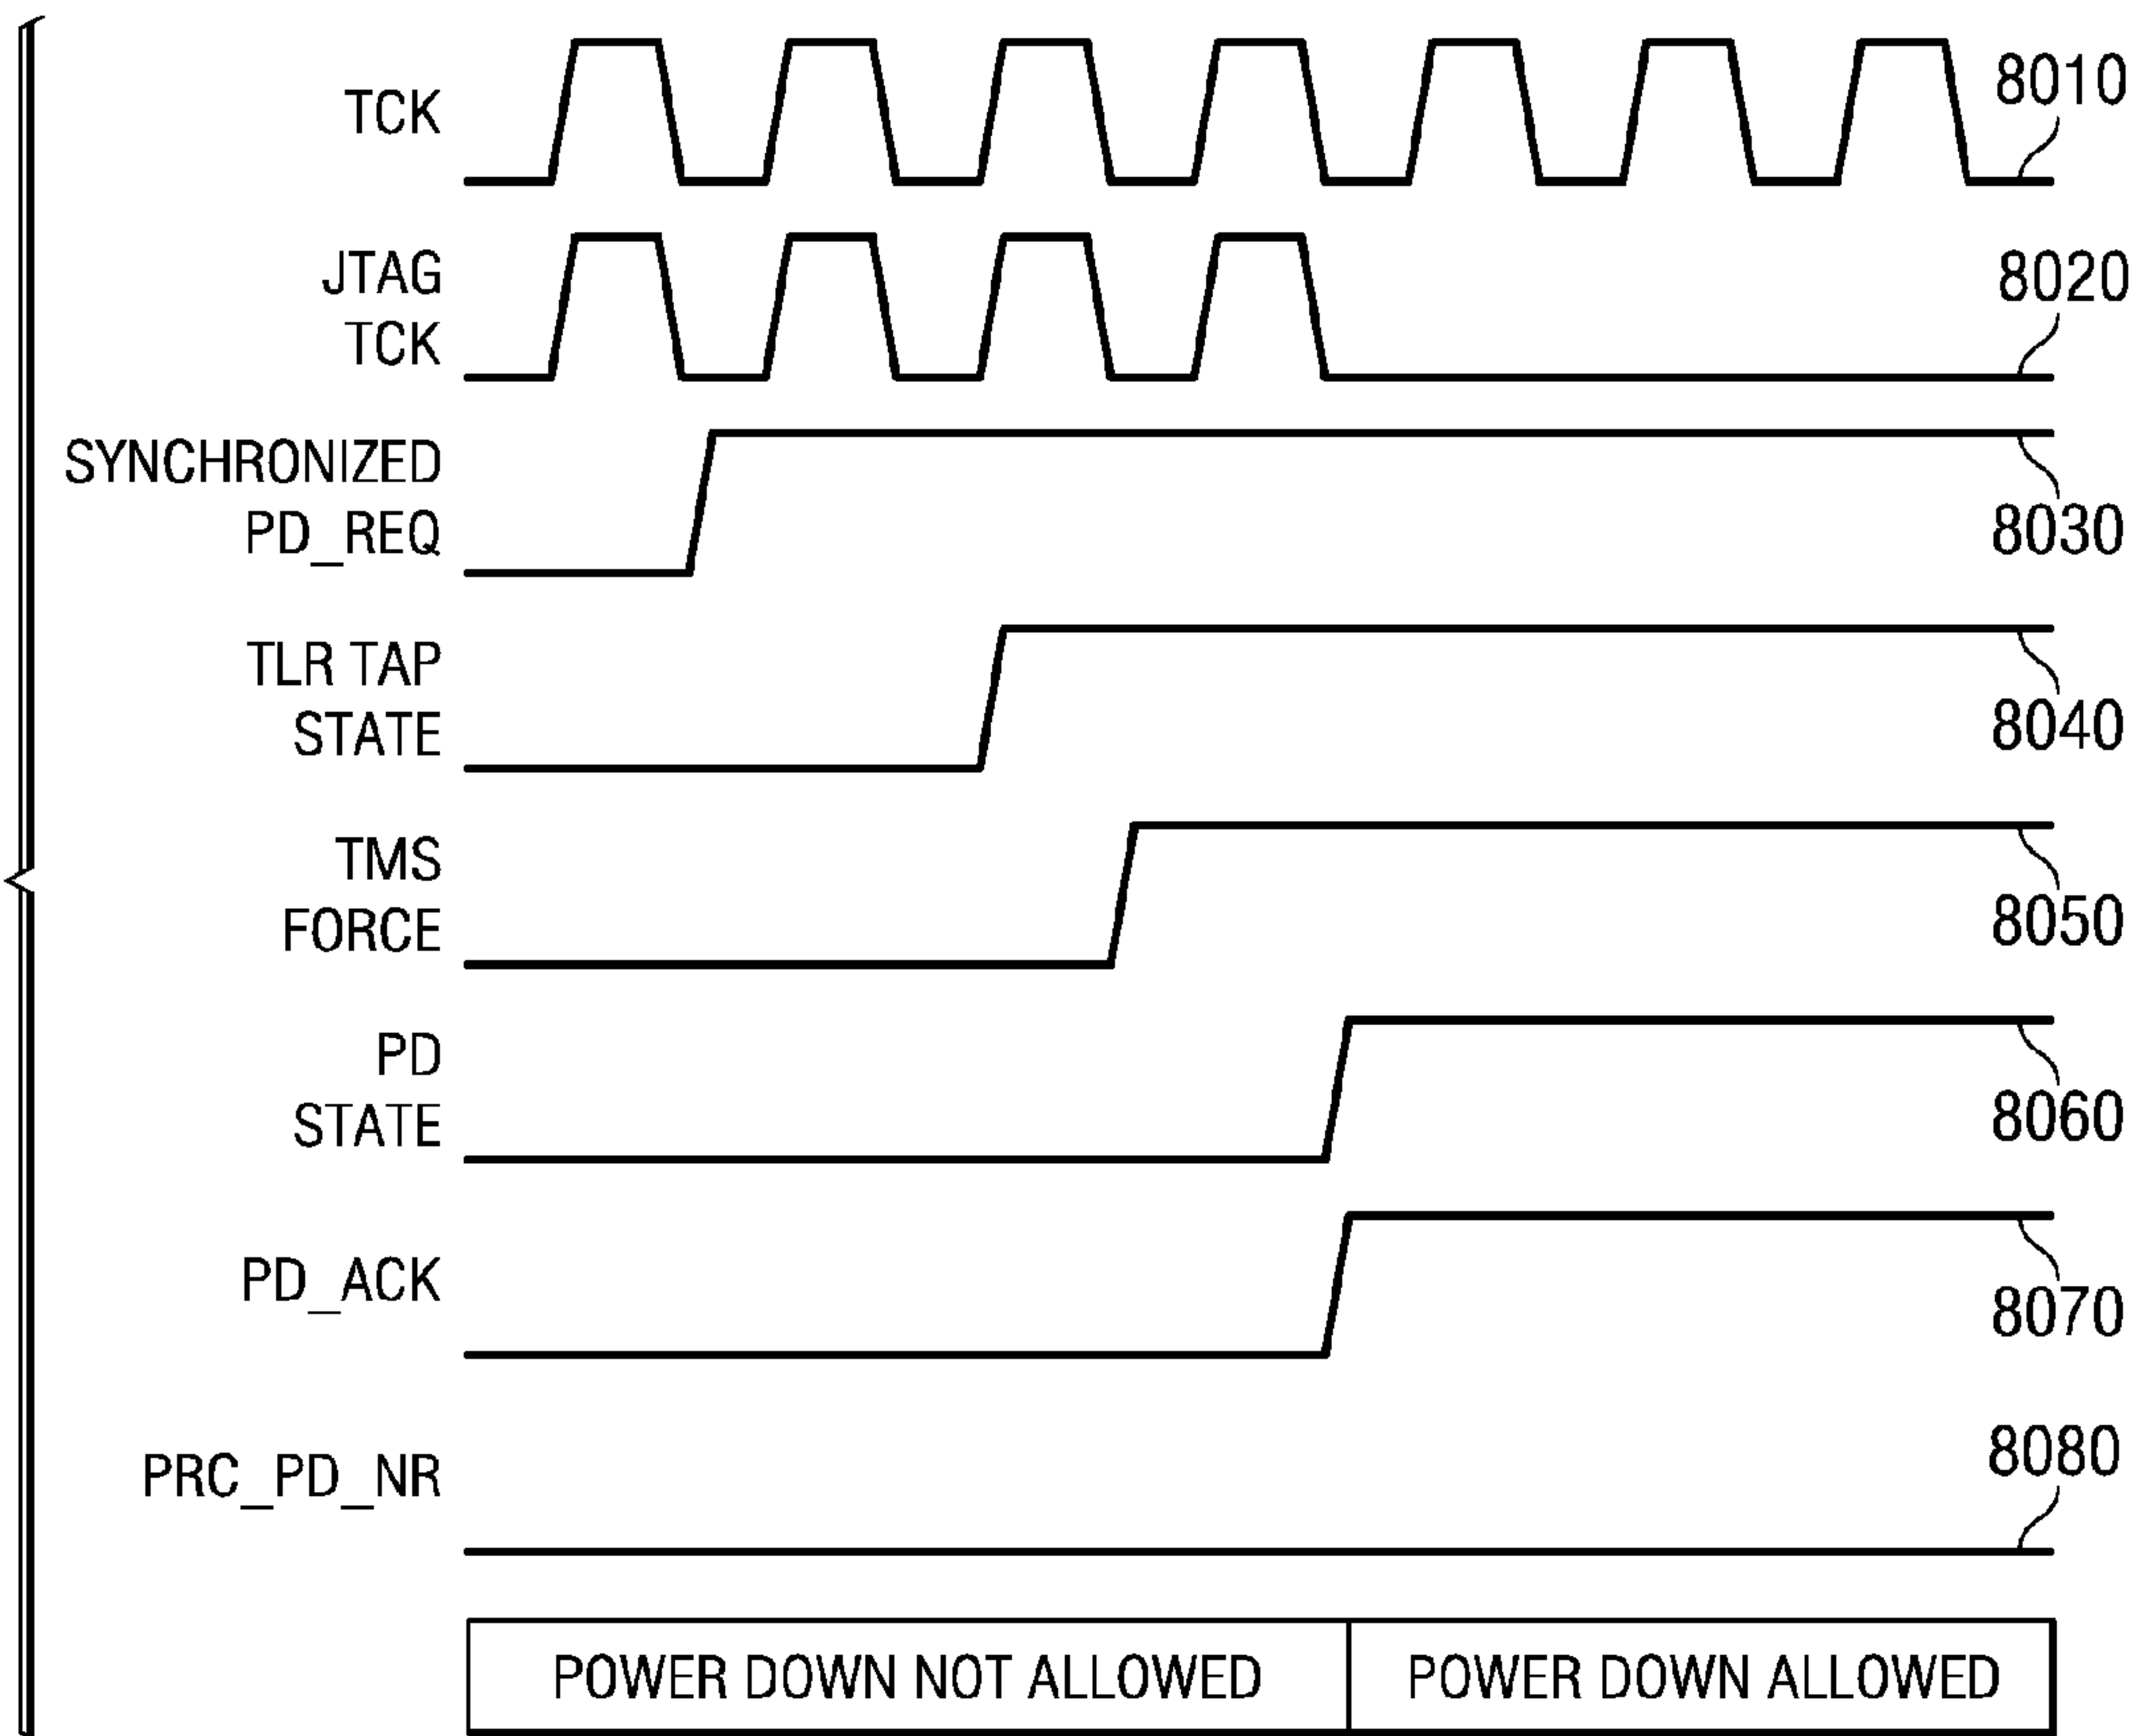 TCK
8010
JTAG
TCK
8020
SYNCHRONIZED
PD_REQ
8030
TLR TAP
STATE
8040
TMS
FORCE
8050
PD
STATE
8060
PD_ACK
8070
PRC_PD_NR
8080
POWER DOWN NOT ALLOWED
POWER DOWN ALLOWED